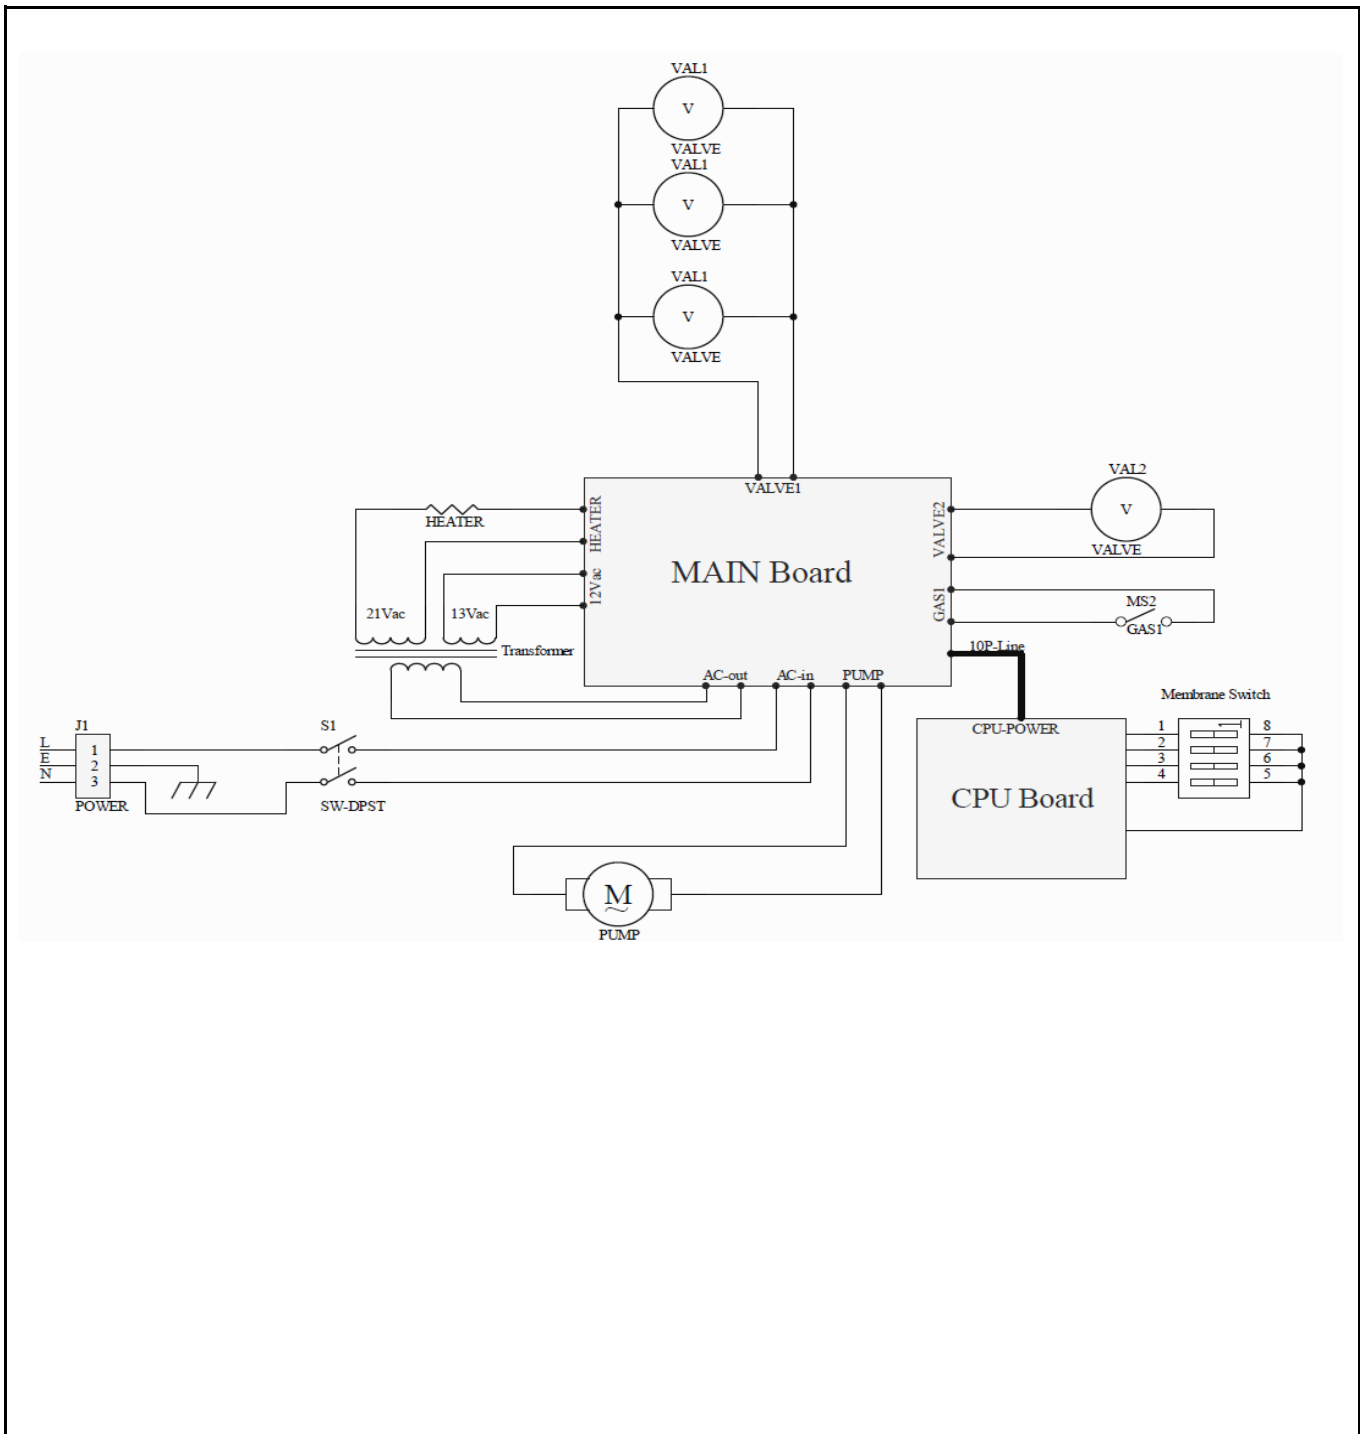 VAL1
V
VALVE
VAL1
V
VALVE
VAL1
V
VALVE
VALVE1
HEATER
HEATER
HEATER
12Vac
MAIN Board
VALVE2
GAS1
VAL2
V
VALVE
MS2
GAS1
21Vac
13Vac
Transformer
10P-Line
AC-out
AC-in
PUMP
Membrane Switch
J1
L
E
N
1
2
3
POWER
S1
SW-DPST
CPU-POWER
CPU Board
1
2
3
4
8
7
6
5
M
PUMP